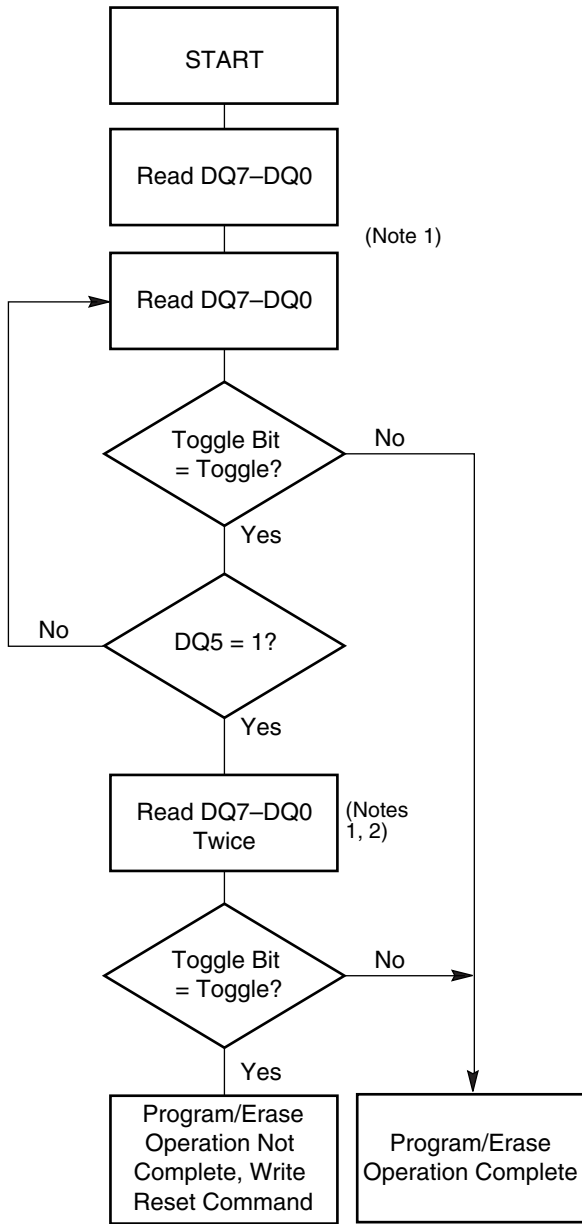 START
Read DQ7–DQ0
(Note 1)
Read DQ7–DQ0
Toggle Bit
= Toggle?
No
Yes
DQ5 = 1?
No
Yes
Read DQ7–DQ0
Twice
(Notes
1, 2)
Toggle Bit
= Toggle?
No
Yes
Program/Erase
Operation Not
Complete, Write
Reset Command
Program/Erase
Operation Complete